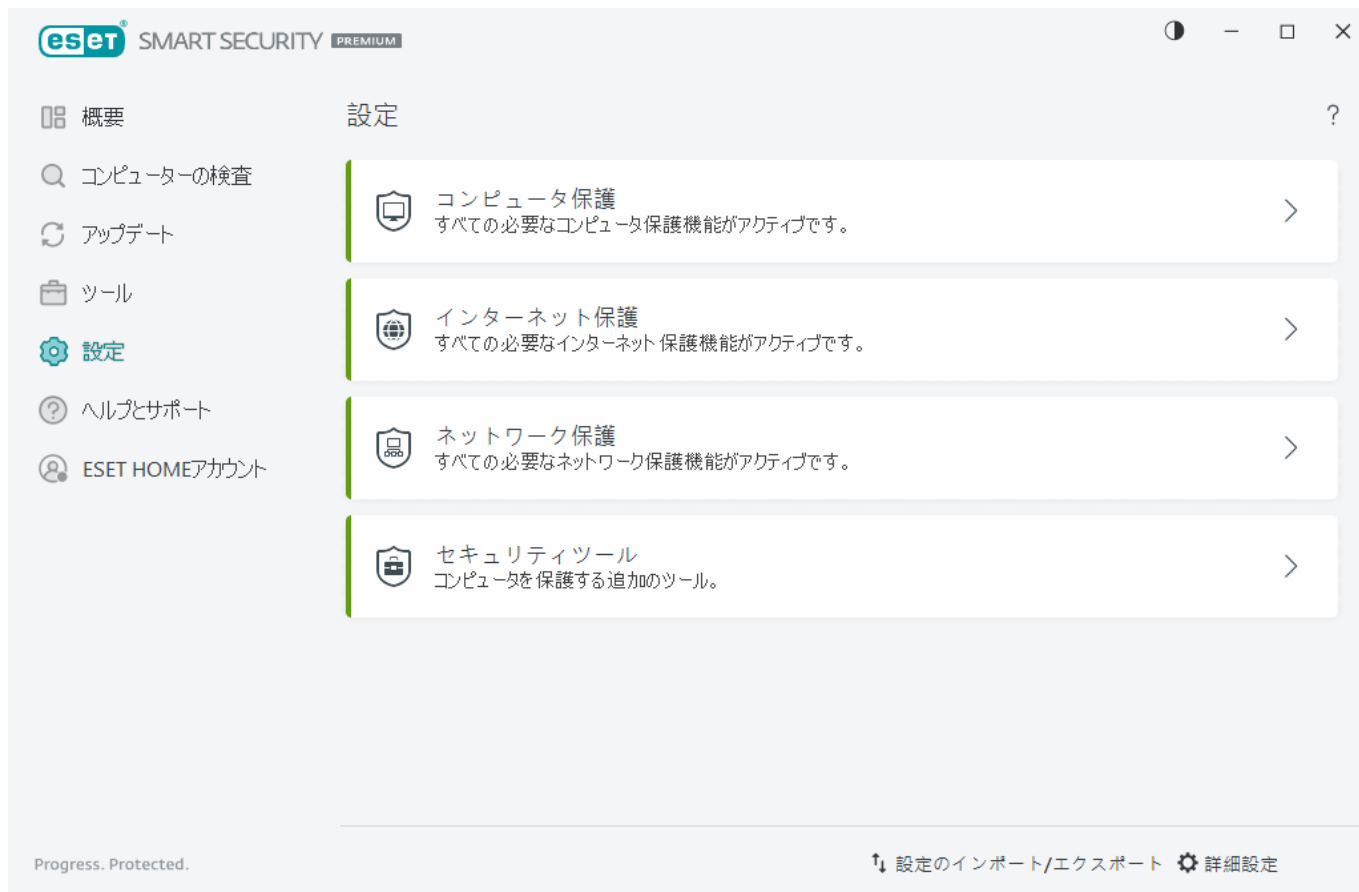 eset® SMART SECURITY PREMIUM
概要
コンピューターの検査
アップデート
ツール
設定
ヘルプとサポート
ESET HOMEアカウント
設定
?
コンピュータ保護
すべての必要なコンピュータ保護機能がアクティブです。
インターネット保護
すべての必要なインターネット保護機能がアクティブです。
ネットワーク保護
すべての必要なネットワーク保護機能がアクティブです。
セキュリティツール
コンピュータを保護する追加のツール。
Progress. Protected.
設定のインポート/エクスポート 詳細設定